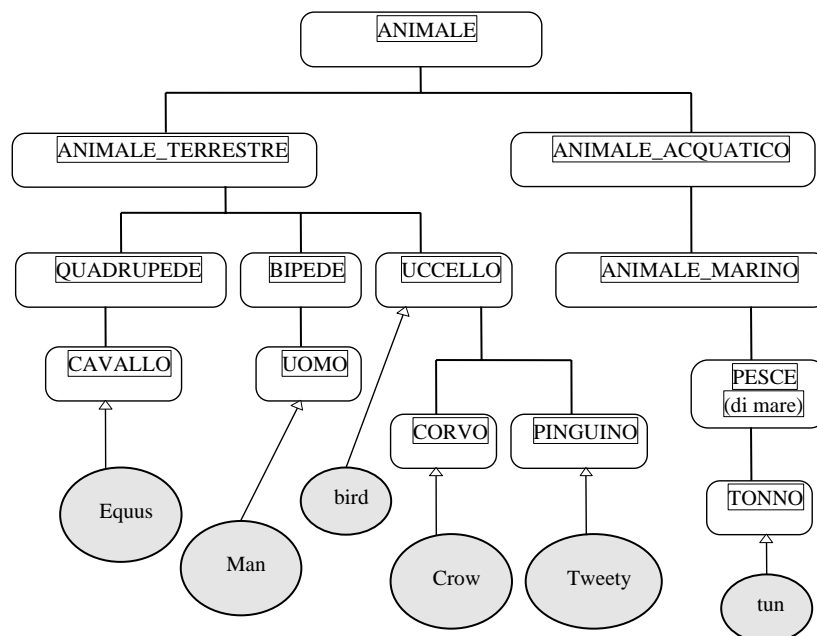 ANIMALE
ANIMALE_TERRESTRE
ANIMALE_ACQUATICO
QUADRUPEDE
BIPEDE
UCCELLO
ANIMALE_MARINO
CAVALLO
UOMO
PESCE
(di mare)
CORVO
PINGUINO
TONNO
Equus
bird
Man
Crow
Tweety
tun